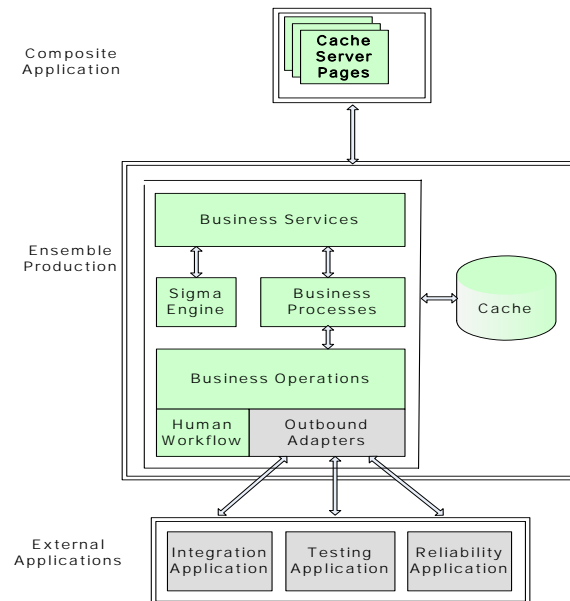 Composite
Application
Cache
Server
Pages
Ensemble
Production
Business Services
Sigma
Engine
Business
Processes
Cache
Business Operations
Human
Workflow
Outbound
Adapters
External
Applications
Integration
Application
Testing
Application
Reliability
Application